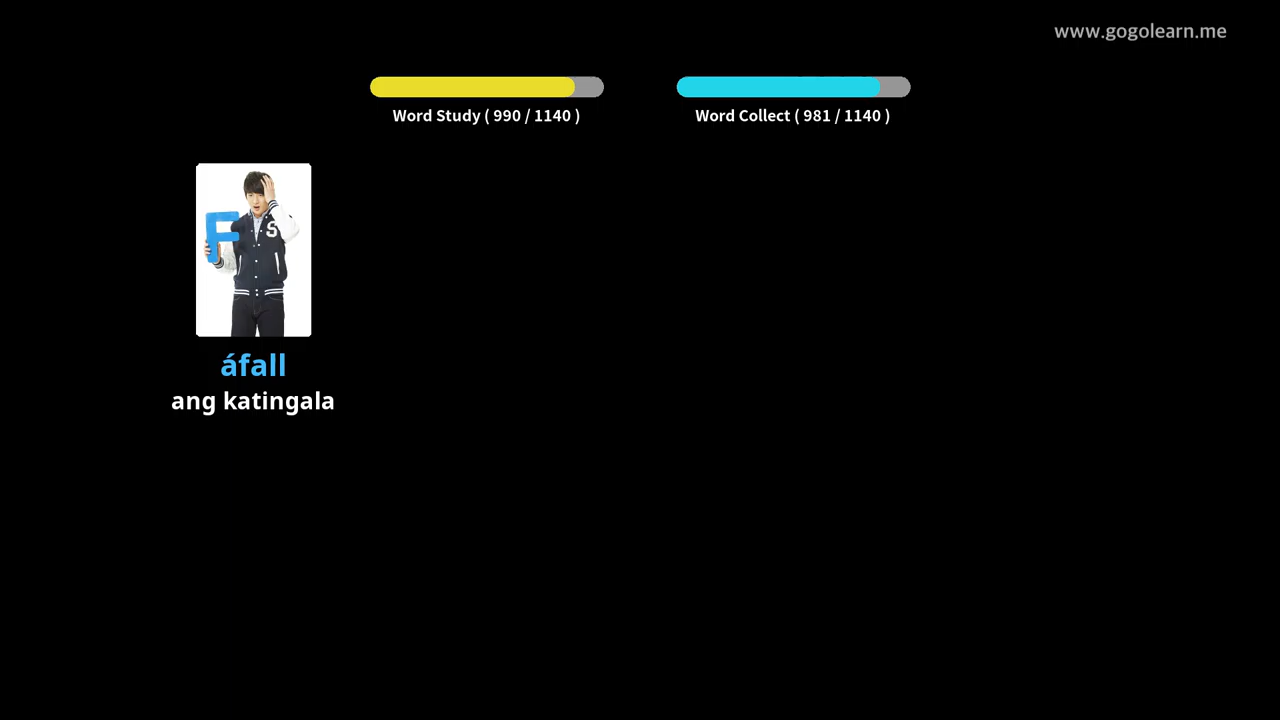 www.gogolearn.me
Word Study ( 990 / 1140 )
Word Collect ( 981 / 1140 )
F
S
áfall
ang katingala